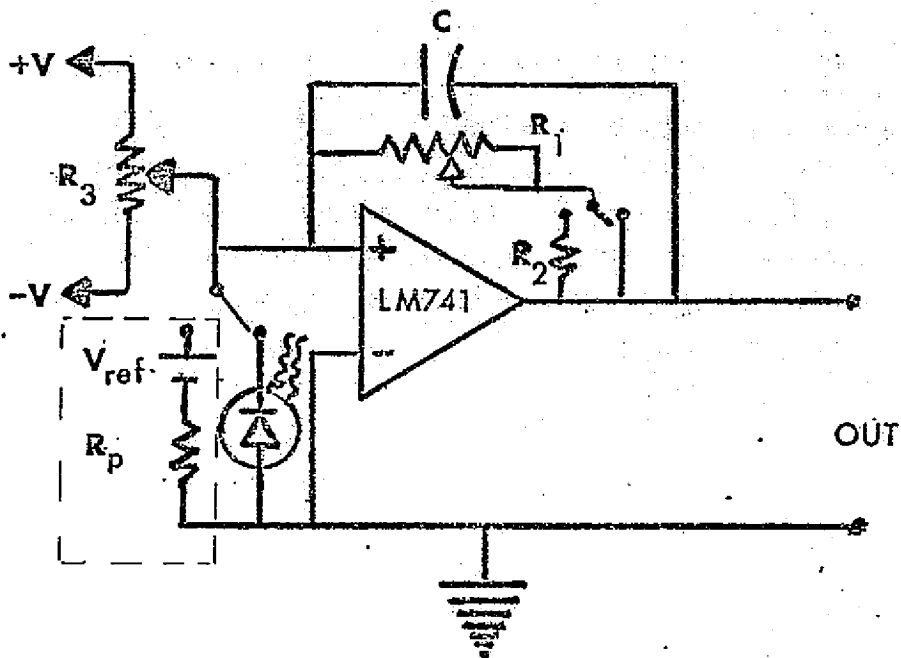 C
+V
R1
R3
+
R2
LM741
-V
-
Vref
Rp
OUT